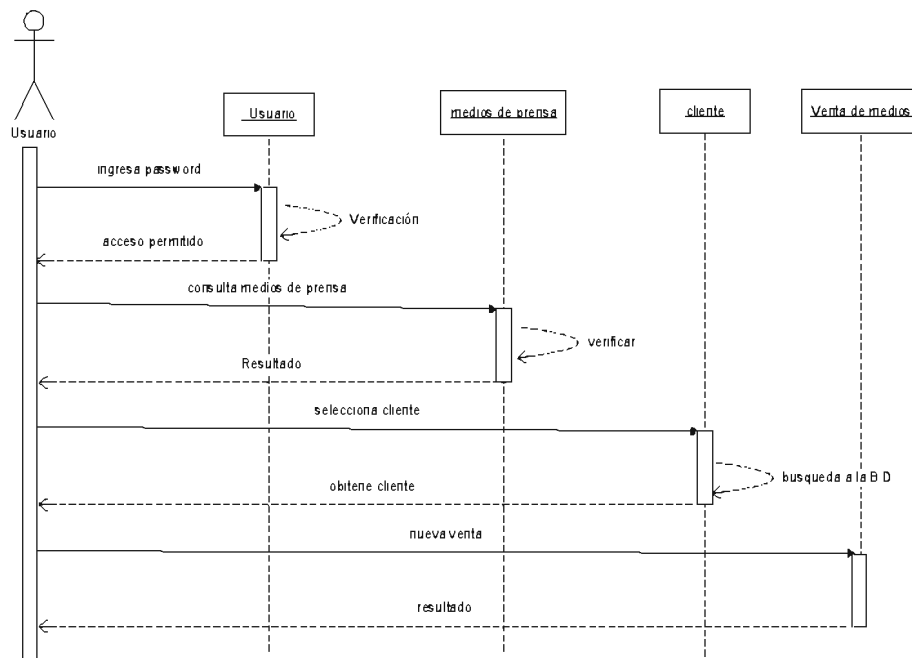 Usuario
Usuario
medios de prensa
cliente
Venta de medios
ingresa password
Verificación
acceso permitido
consulta medios de prensa
verificar
Resultado
selecciona cliente
busqueda a la B D
obitene cliente
nueva venta
resultado